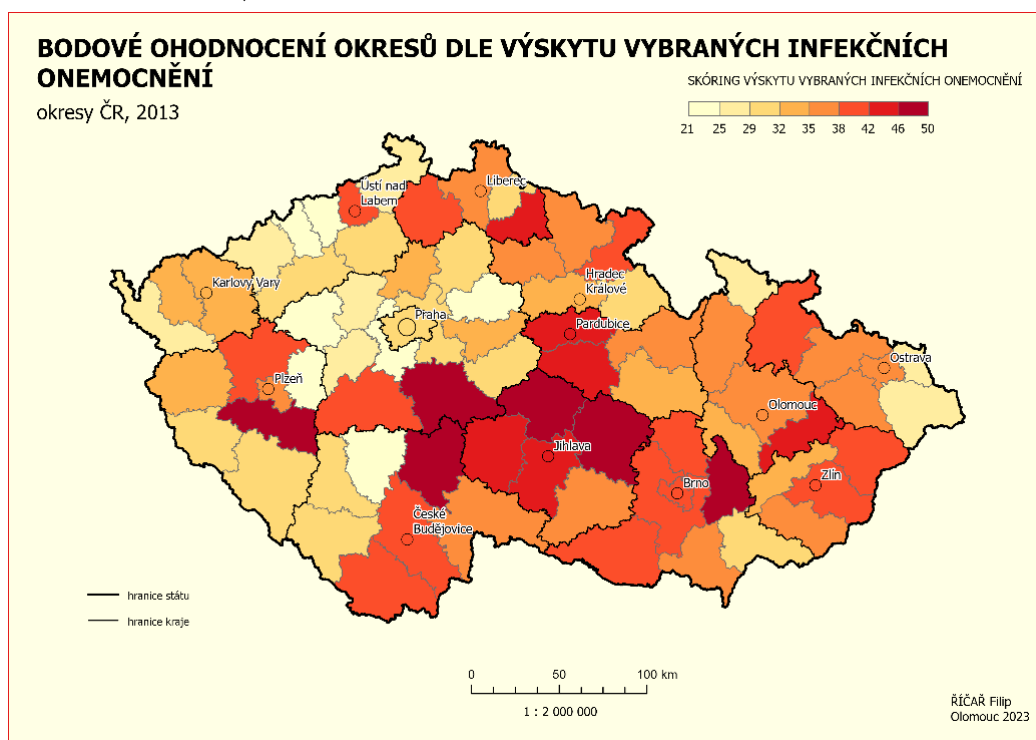 BODOVÉ OHODNOCENÍ OKRESŮ DLE VÝSKYTU VYBRANÝCH INFEKČNÍCH
ONEMOCNĚNÍ
okresy ČR, 2013
SKÓRING VÝSKYTU VYBRANÝCH INFEKČNÍCH ONEMOCNĚNÍ
21 25 29 32 35 38 42 46 50
Ústí nad
Labem
Liberec
Karlovy Vary
Hradec
Králové
Praha
Pardubice
Ostrava
Plzeň
Olomouc
Jihlava
Zlín
Brno
České
Budějovice
hranice státu
hranice kraje
0 50 100 km
1 : 2 000 000
ŘÍČAŘ Filip
Olomouc 2023